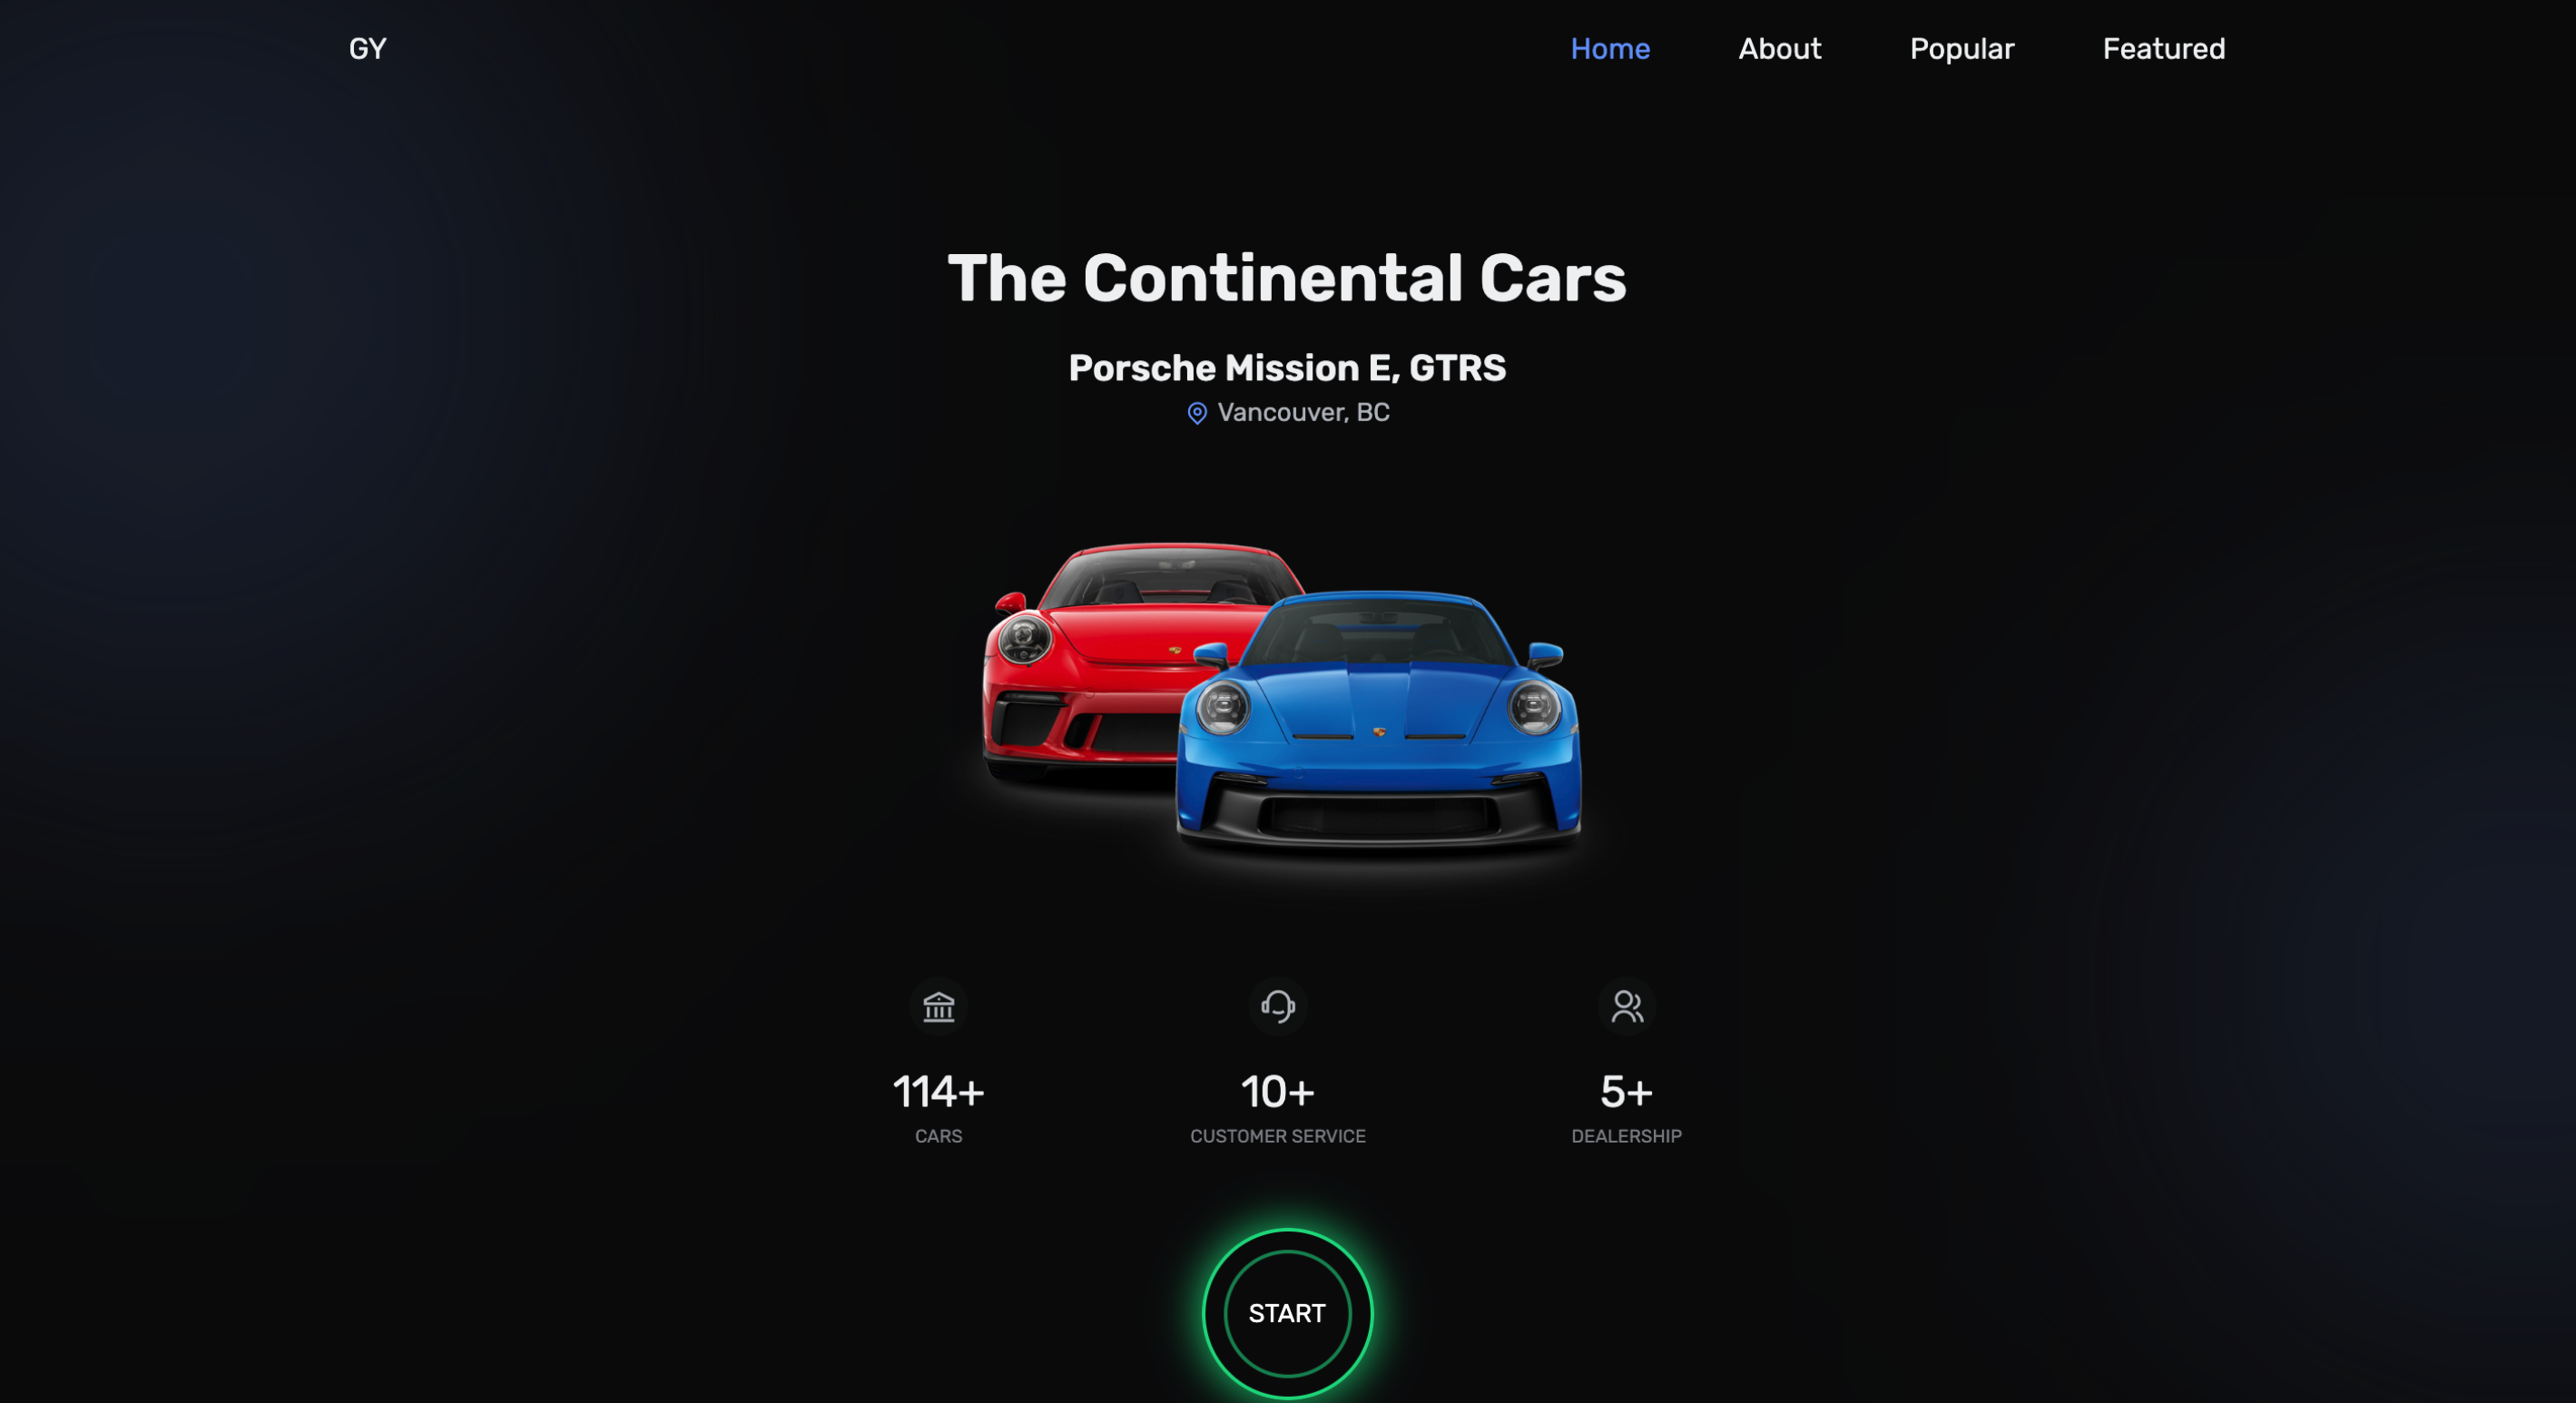 GY
Home About Popular Featured
The Continental Cars
Porsche Mission E, GTRS
Vancouver, BC
114+ 10+ 5+
CARS CUSTOMER SERVICE DEALERSHIP
START